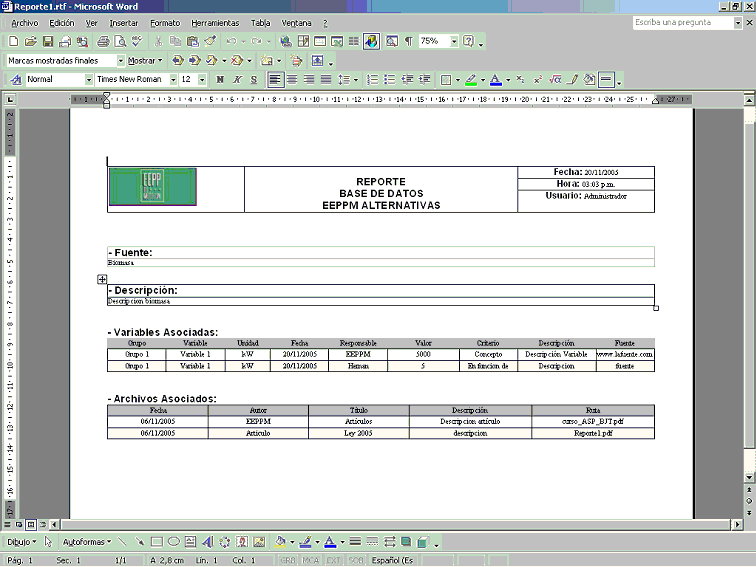 Reporte1.rtf - Microsoft Word
Archivo Edición Ver Insertar Formato Herramientas Tabla Ventana ?
Escriba una pregunta
75%
Marcas mostradas finales Mostrar
Normal Times New Roman 12 N K S
EEPP
REPORTE
BASE DE DATOS
EEPPM ALTERNATIVAS
Fecha: 20/11/2005
Hora: 03:03 p.m.
Usuario: Administrador
- Fuente:
Biomasa
- Descripción:
Descripcion biomasa
- Variables Asociadas:
Grupo Variable Unidad Fecha Responsable Valor Criterio Descripción Fuente
Grupo 1 Variable 1 kW 20/11/2005 EEPPM 5000 Concepto Descripción Variable www.lafuente.com
Grupo 1 Variable 1 kW 20/11/2005 Hernan 5 En funcion de Descripcion fuente
- Archivos Asociados:
Fecha Autor Título Descripción Ruta
06/11/2005 EEPPM Artículos Descripcion artículo curso_ASP_BJT.pdf
06/11/2005 Artículo Ley 2005 descripcion Reporte1.pdf
Dibujo Autoformas
Pág. 1 Sec. 1 1/1 A 2,8 cm Lín. 1 Col. 1 GRB MCA EXT SOB Español (Es